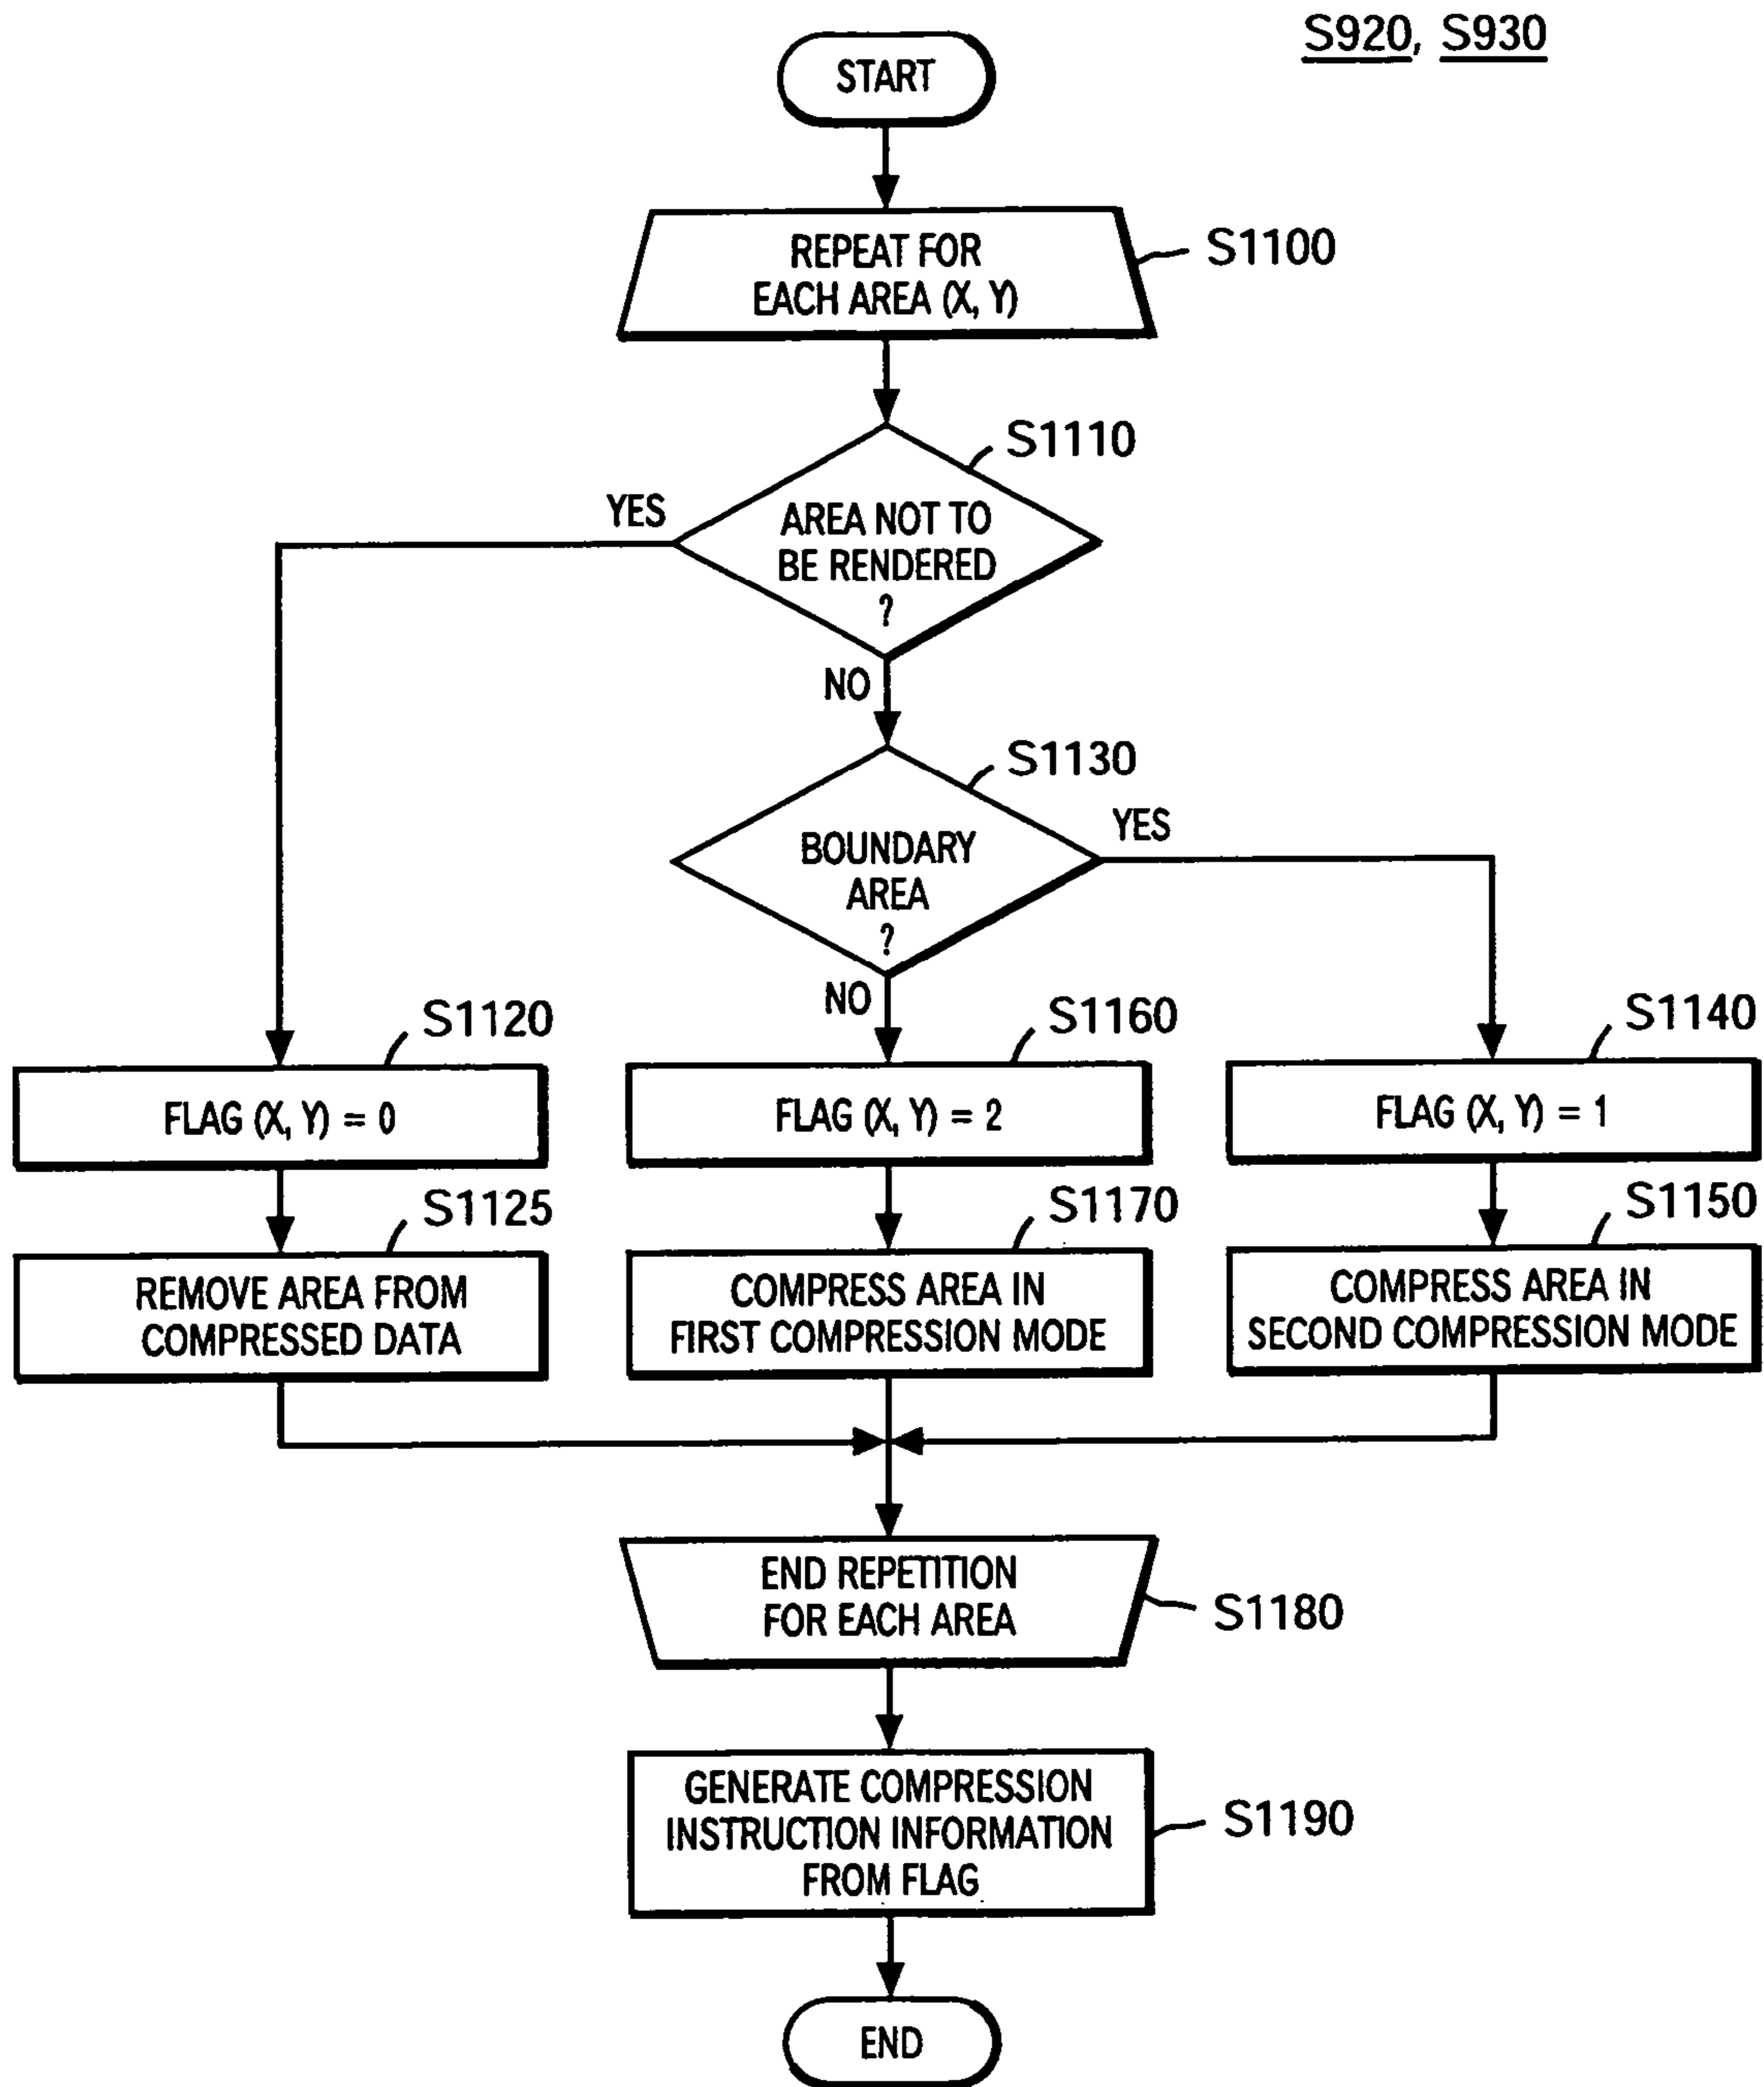 S920, S930
START
REPEAT FOR
EACH AREA (X, Y)
S1100
S1110
YES
AREA NOT TO
BE RENDERED
?
NO
S1130
YES
BOUNDARY
AREA
?
NO
S1120
FLAG (X, Y) = 0
S1160
FLAG (X, Y) = 2
S1140
FLAG (X, Y) = 1
S1125
REMOVE AREA FROM
COMPRESSED DATA
S1170
COMPRESS AREA IN
FIRST COMPRESSION MODE
S1150
COMPRESS AREA IN
SECOND COMPRESSION MODE
END REPETITION
FOR EACH AREA
S1180
GENERATE COMPRESSION
INSTRUCTION INFORMATION
FROM FLAG
S1190
END